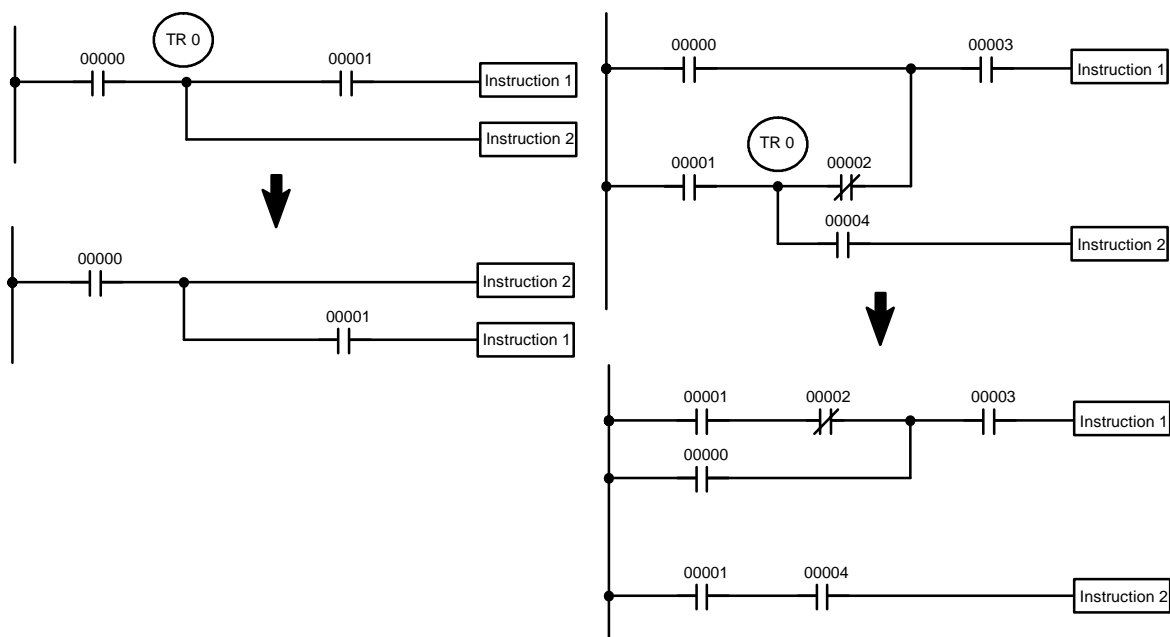 TR 0
00000
00001
Instruction 1
Instruction 2
00000
Instruction 2
00001
Instruction 1
00000
00003
Instruction 1
TR 0
00001
00002
00004
Instruction 2
00001
00002
00003
Instruction 1
00000
00001
00004
Instruction 2